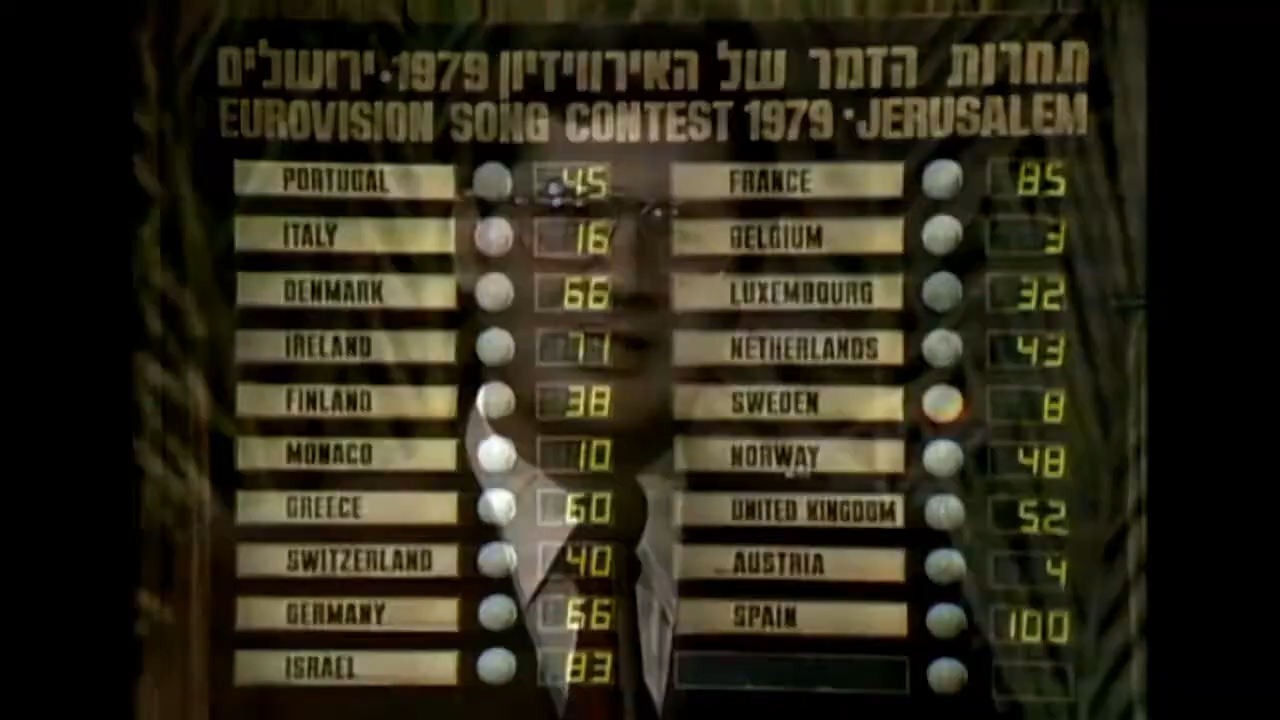 תחרות הזמר של האירוויזיון 1979·ירושלים
EUROVISION SONG CONTEST 1979 · JERUSALEM
PORTUGAL 45 FRANCE 85
ITALY 16 BELGIUM 3
DENMARK 66 LUXEMBOURG 32
IRELAND 71 NETHERLANDS 43
FINLAND 38 SWEDEN 8
MONACO 10 NORWAY 48
GREECE 60 UNITED KINGDOM 52
SWITZERLAND 40 AUSTRIA 4
GERMANY 66 SPAIN 100
ISRAEL 83